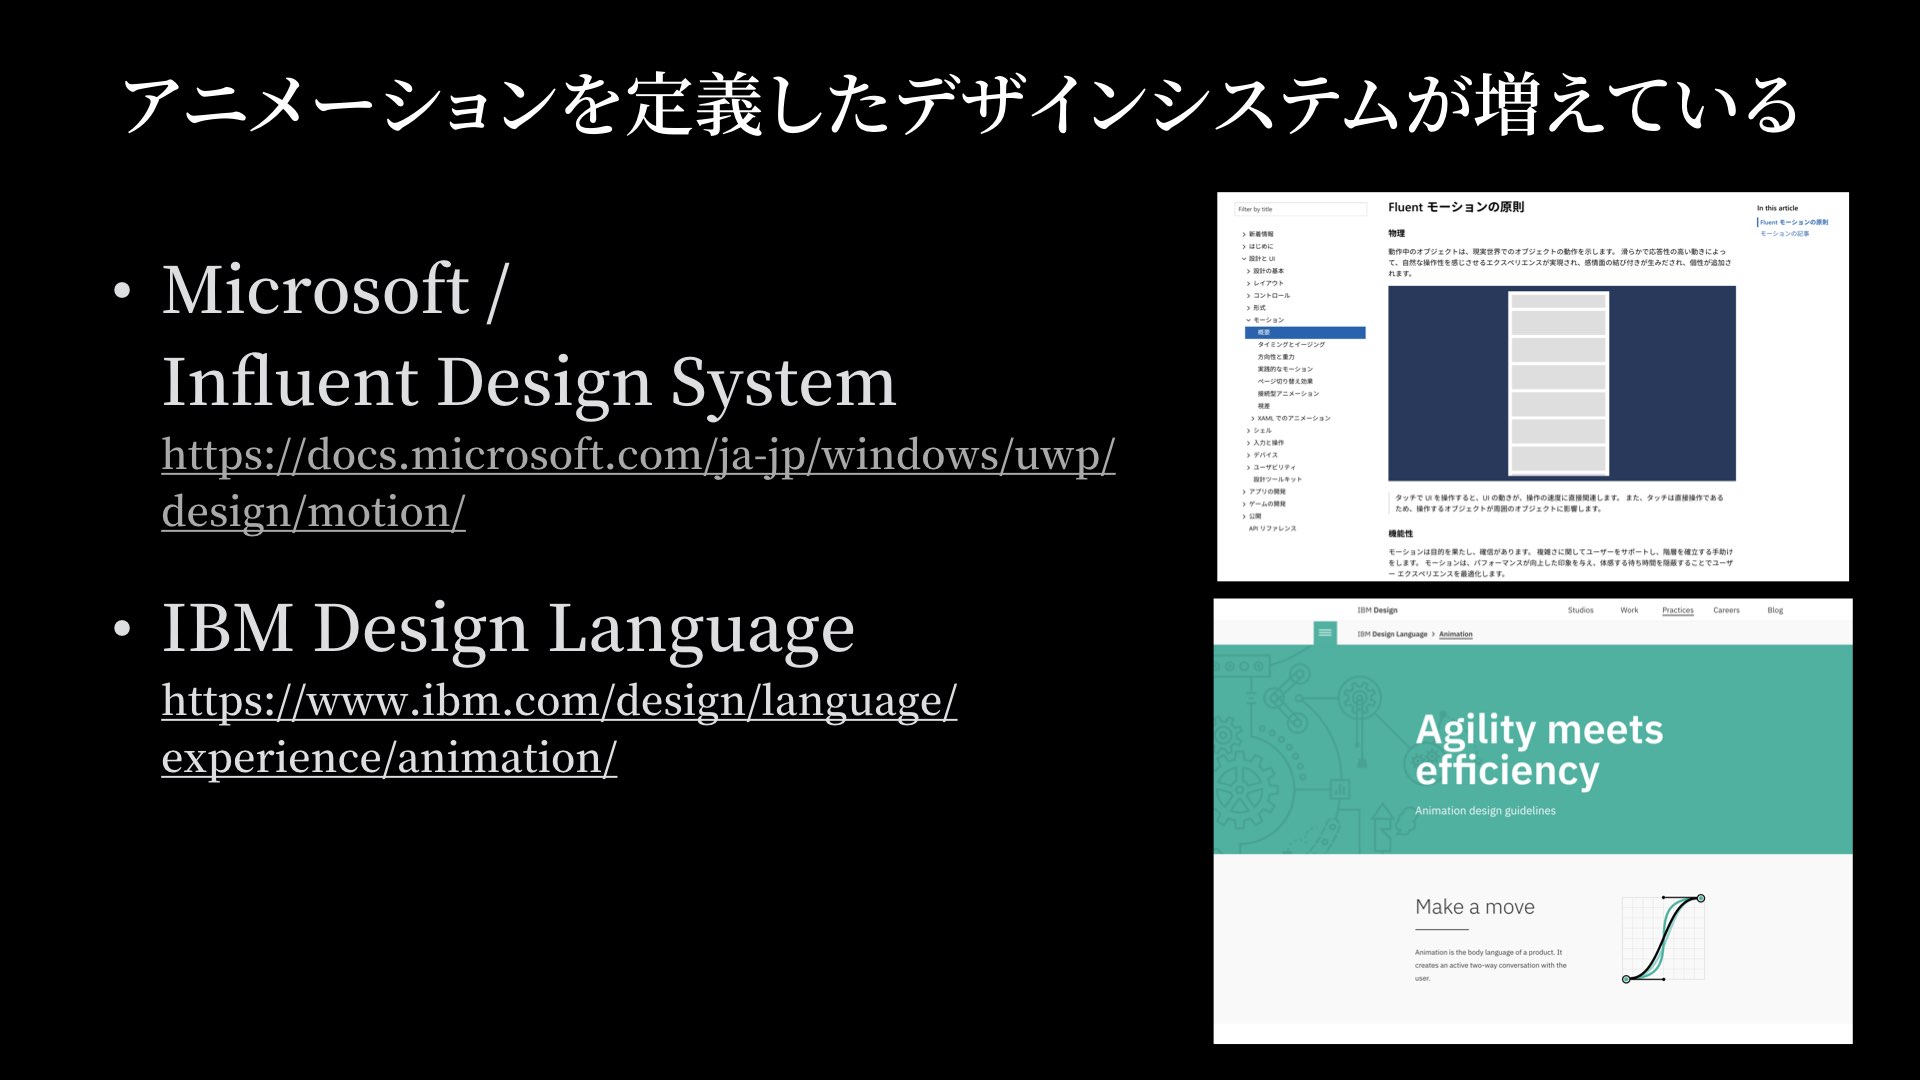 アニメーションを定義したデザインシステムが増えている
• Microsoft /
Influent Design System
https://docs.microsoft.com/ja-jp/windows/uwp/
design/motion/
• IBM Design Language
https://www.ibm.com/design/language/
experience/animation/
Filter by title
新着情報
はじめに
設計と UI
設計の基本
レイアウト
コントロール
形式
モーション
概要
タイミングとイージング
方向性と重力
実践的なモーション
ページ切り替え効果
接続型アニメーション
視差
XAML でのアニメーション
シェル
入力と操作
デバイス
ユーザビリティ
設計ツールキット
アプリの開発
ゲームの開発
公開
API リファレンス
Fluent モーションの原則
物理
動作中のオブジェクトは、現実世界でのオブジェクトの動作を示します。 滑らかで応答性の高い動きによっ
て、自然な操作性を感じさせるエクスペリエンスが実現され、感情面の結び付きが生みだされ、個性が追加さ
れます。
タッチで UI を操作すると、UI の動きが、操作の速度に直接関連します。 また、タッチは直接操作である
ため、操作するオブジェクトが周囲のオブジェクトに影響します。
機能性
モーションは目的を果たし、確信があります。 複雑さに関してユーザーをサポートし、階層を確立する手助け
をします。 モーションは、パフォーマンスが向上した印象を与え、体感する待ち時間を隠蔽することでユーザ
ー エクスペリエンスを最適化します。
In this article
Fluent モーションの原則
モーションの記事
IBM Design
Studios Work Practices Careers Blog
IBM Design Language > Animation
Agility meets
efficiency
Animation design guidelines
Make a move
Animation is the body language of a product. It
creates an active two-way conversation with the
user.